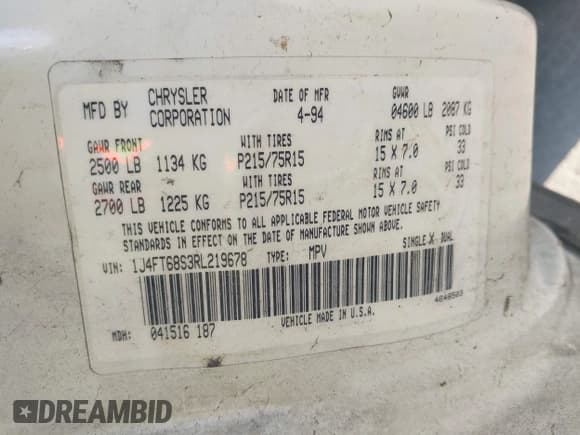 MFD BY CHRYSLER CORPORATION DATE OF MFR 4-94 GVWR 04600 LB 2087 KG
GAWR FRONT WITH TIRES RIMS AT PSI COLD
2500 LB 1134 KG P215/75R15 15 X 7.0 33
GAWR REAR WITH TIRES RIMS AT PSI COLD
2700 LB 1225 KG P215/75R15 15 X 7.0 33
THIS VEHICLE CONFORMS TO ALL APPLICABLE FEDERAL MOTOR VEHICLE SAFETY
STANDARDS IN EFFECT ON THE DATE OF MANUFACTURE SHOWN ABOVE.
VIN: 1J4FT68S3RL219678 TYPE: MPV SINGLE-X- DUAL
4648503
MDH: 041516 187 VEHICLE MADE IN U.S.A.
DREAMBID